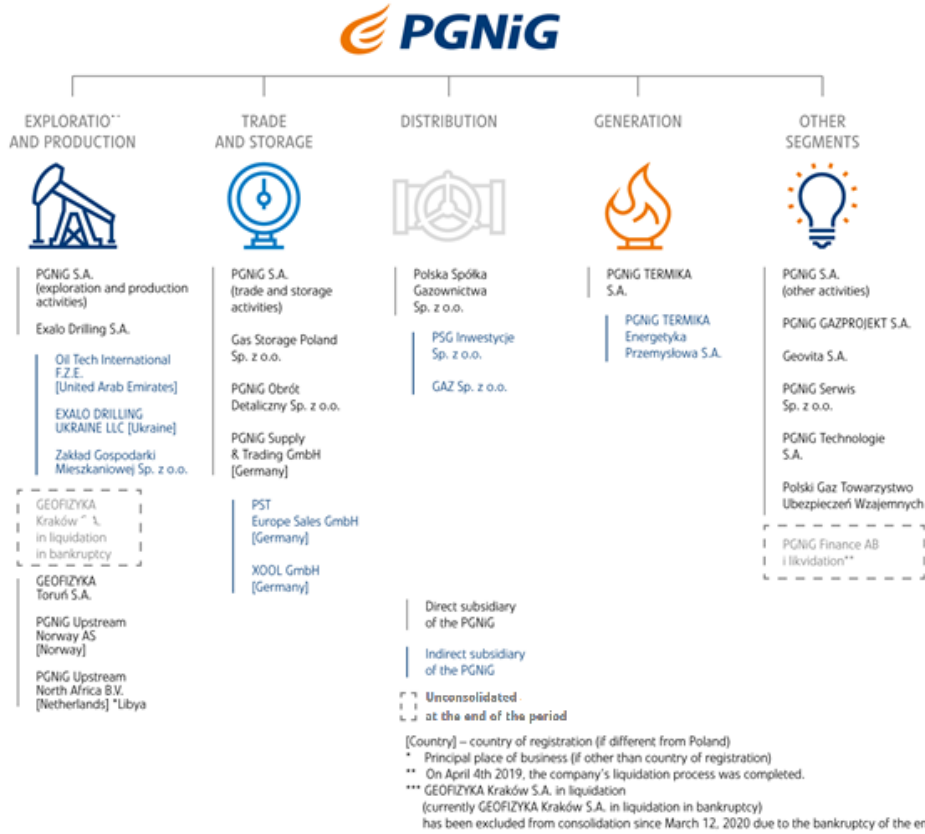 PGNiG
EXPLORATIO**
AND PRODUCTION
PGNiG S.A.
(exploration and production
activities)
Exalo Drilling S.A.
Oil Tech International
F.Z.E.
[United Arab Emirates]
EXALO DRILLING
UKRAINE LLC [Ukraine]
Zakład Gospodarki
Mieszkaniowej Sp. z o.o.
GEOFIZYKA
Kraków
in liquidation
in bankruptcy
GEOFIZYKA
Toruń S.A.
PGNiG Upstream
Norway AS
[Norway]
PGNiG Upstream
North Africa B.V.
[Netherlands] *Libya
TRADE
AND STORAGE
PGNiG S.A.
(trade and storage
activities)
Gas Storage Poland
Sp. z o.o.
PGNiG Obrót
Detaliczny Sp. z o.o.
PGNiG Supply
& Trading GmbH
[Germany]
PST
Europe Sales GmbH
[Germany]
XOOL GmbH
[Germany]
DISTRIBUTION
Polska Spółka
Gazownictwa
Sp. z o.o.
PSG Inwestycje
Sp. z o.o.
GAZ Sp. z o.o.
GENERATION
PGNiG TERMIKA
S.A.
PGNiG TERMIKA
Energetyka
Przemysłowa S.A.
OTHER
SEGMENTS
PGNiG S.A.
(other activities)
PGNiG GAZPROJEKT S.A.
Geovita S.A.
PGNiG Serwis
Sp. z o.o.
PGNiG Technologie
S.A.
Polski Gaz Towarzystwo
Ubezpieczeń Wzajemnych
PGNiG Finance AB
i likvidation**
Direct subsidiary
of the PGNiG
Indirect subsidiary
of the PGNiG
Unconsolidated
at the end of the period
[Country] – country of registration (if different from Poland)
* Principal place of business (if other than country of registration)
** On April 4th 2019, the company's liquidation process was completed.
*** GEOFIZYKA Kraków S.A. in liquidation
(currently GEOFIZYKA Kraków S.A. in liquidation in bankruptcy)
has been excluded from consolidation since March 12, 2020 due to the bankruptcy of the en